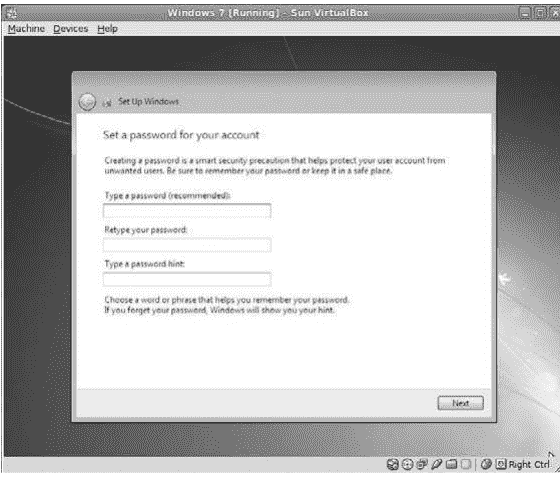 Windows 7 [Running] - Sun VirtualBox
Machine Devices Help
Set Up Windows
Set a password for your account
Creating a password is a smart security precaution that helps protect your user account from
unwanted users. Be sure to remember your password or keep it in a safe place.
Type a password (recommended):
Retype your password:
Type a password hint:
Choose a word or phrase that helps you remember your password.
If you forget your password, Windows will show you your hint.
Next
Right Ctrl